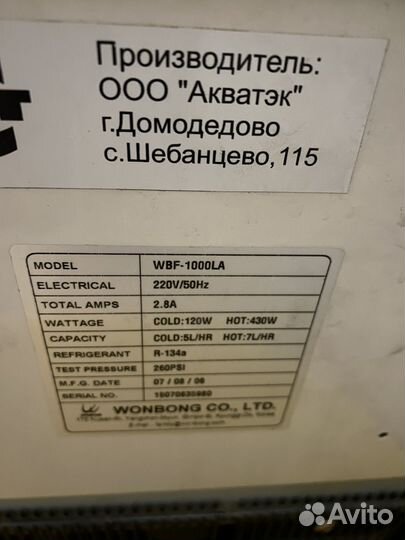 Производитель:
ООО "Акватэк"
г.Домодедово
с.Шебанцево,115
MODEL WBF-1000LA
ELECTRICAL 220V/50Hz
TOTAL AMPS 2.8A
WATTAGE COLD:120W HOT:430W
CAPACITY COLD:5L/HR HOT:7L/HR
REFRIGERANT R-134a
TEST PRESSURE 260PSI
M.F.G. DATE 07 / 08 / 06
SERIAL NO.
WONBONG CO., LTD.
Avito